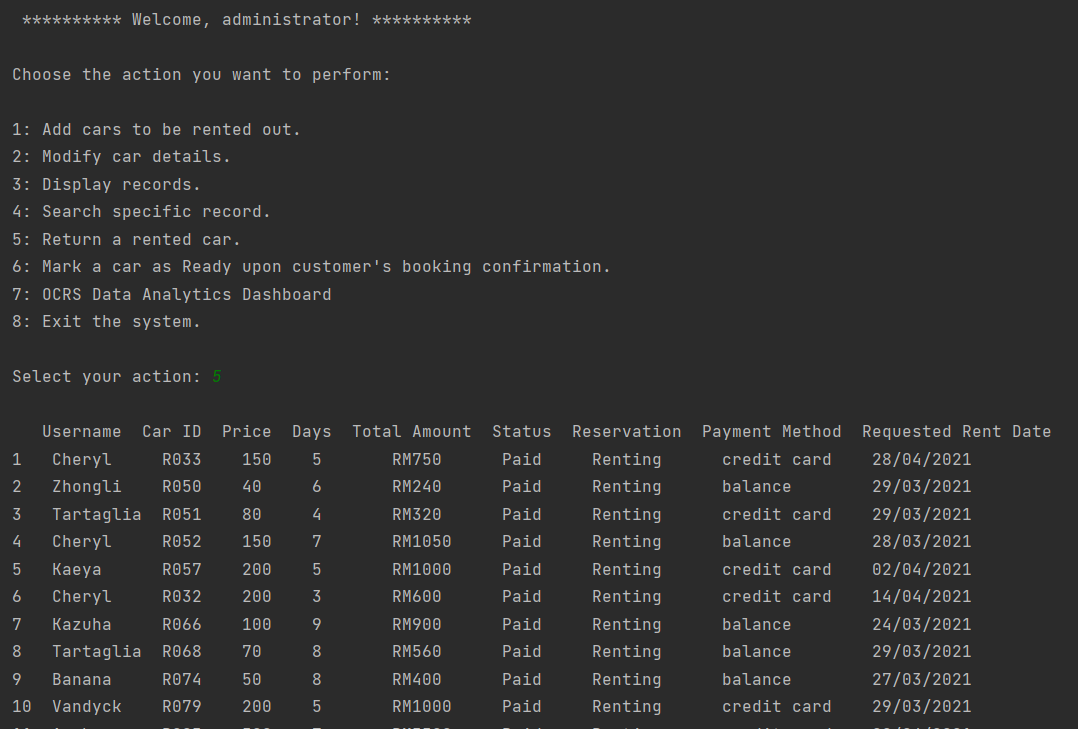 ********** Welcome, administrator! **********
Choose the action you want to perform:
1: Add cars to be rented out.
2: Modify car details.
3: Display records.
4: Search specific record.
5: Return a rented car.
6: Mark a car as Ready upon customer's booking confirmation.
7: OCRS Data Analytics Dashboard
8: Exit the system.
Select your action: 5
Username Car ID Price Days Total Amount Status Reservation Payment Method Requested Rent Date
1 Cheryl R033 150 5 RM750 Paid Renting credit card 28/04/2021
2 Zhongli R050 40 6 RM240 Paid Renting balance 29/03/2021
3 Tartaglia R051 80 4 RM320 Paid Renting credit card 29/03/2021
4 Cheryl R052 150 7 RM1050 Paid Renting balance 28/03/2021
5 Kaeya R057 200 5 RM1000 Paid Renting credit card 02/04/2021
6 Cheryl R032 200 3 RM600 Paid Renting credit card 14/04/2021
7 Kazuha R066 100 9 RM900 Paid Renting balance 24/03/2021
8 Tartaglia R068 70 8 RM560 Paid Renting balance 29/03/2021
9 Banana R074 50 8 RM400 Paid Renting balance 27/03/2021
10 Vandyck R079 200 5 RM1000 Paid Renting credit card 29/03/2021